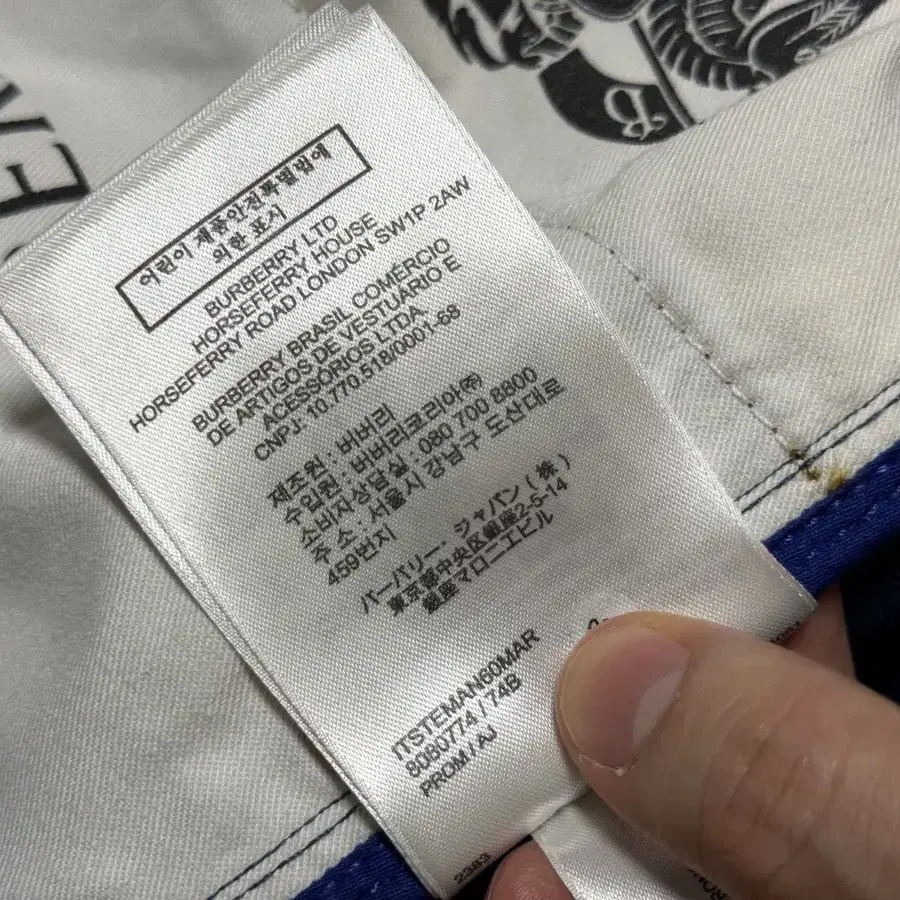 어린이 제품안전특별법에
의한 표시
BURBERRY LTD
HORSEFERRY HOUSE
HORSEFERRY ROAD LONDON SW1P 2AW
BURBERRY BRASIL COMÉRCIO
DE ARTIGOS DE VESTUARIO E
ACESSORIOS LTDA.
CNPJ: 10.770.518/0001-68
제조원 : 버버리
수입원 : 버버리코리아㈜
소비자상담실 : 080 700 8800
주소 : 서울시 강남구 도산대로
459번지
バーバリー・ジャパン(株)
東京都中央区銀座2-5-14
銀座マロニエビル
ITSTEMAN60MAR
8080774 / 74B
PROM / AJ
2383
B